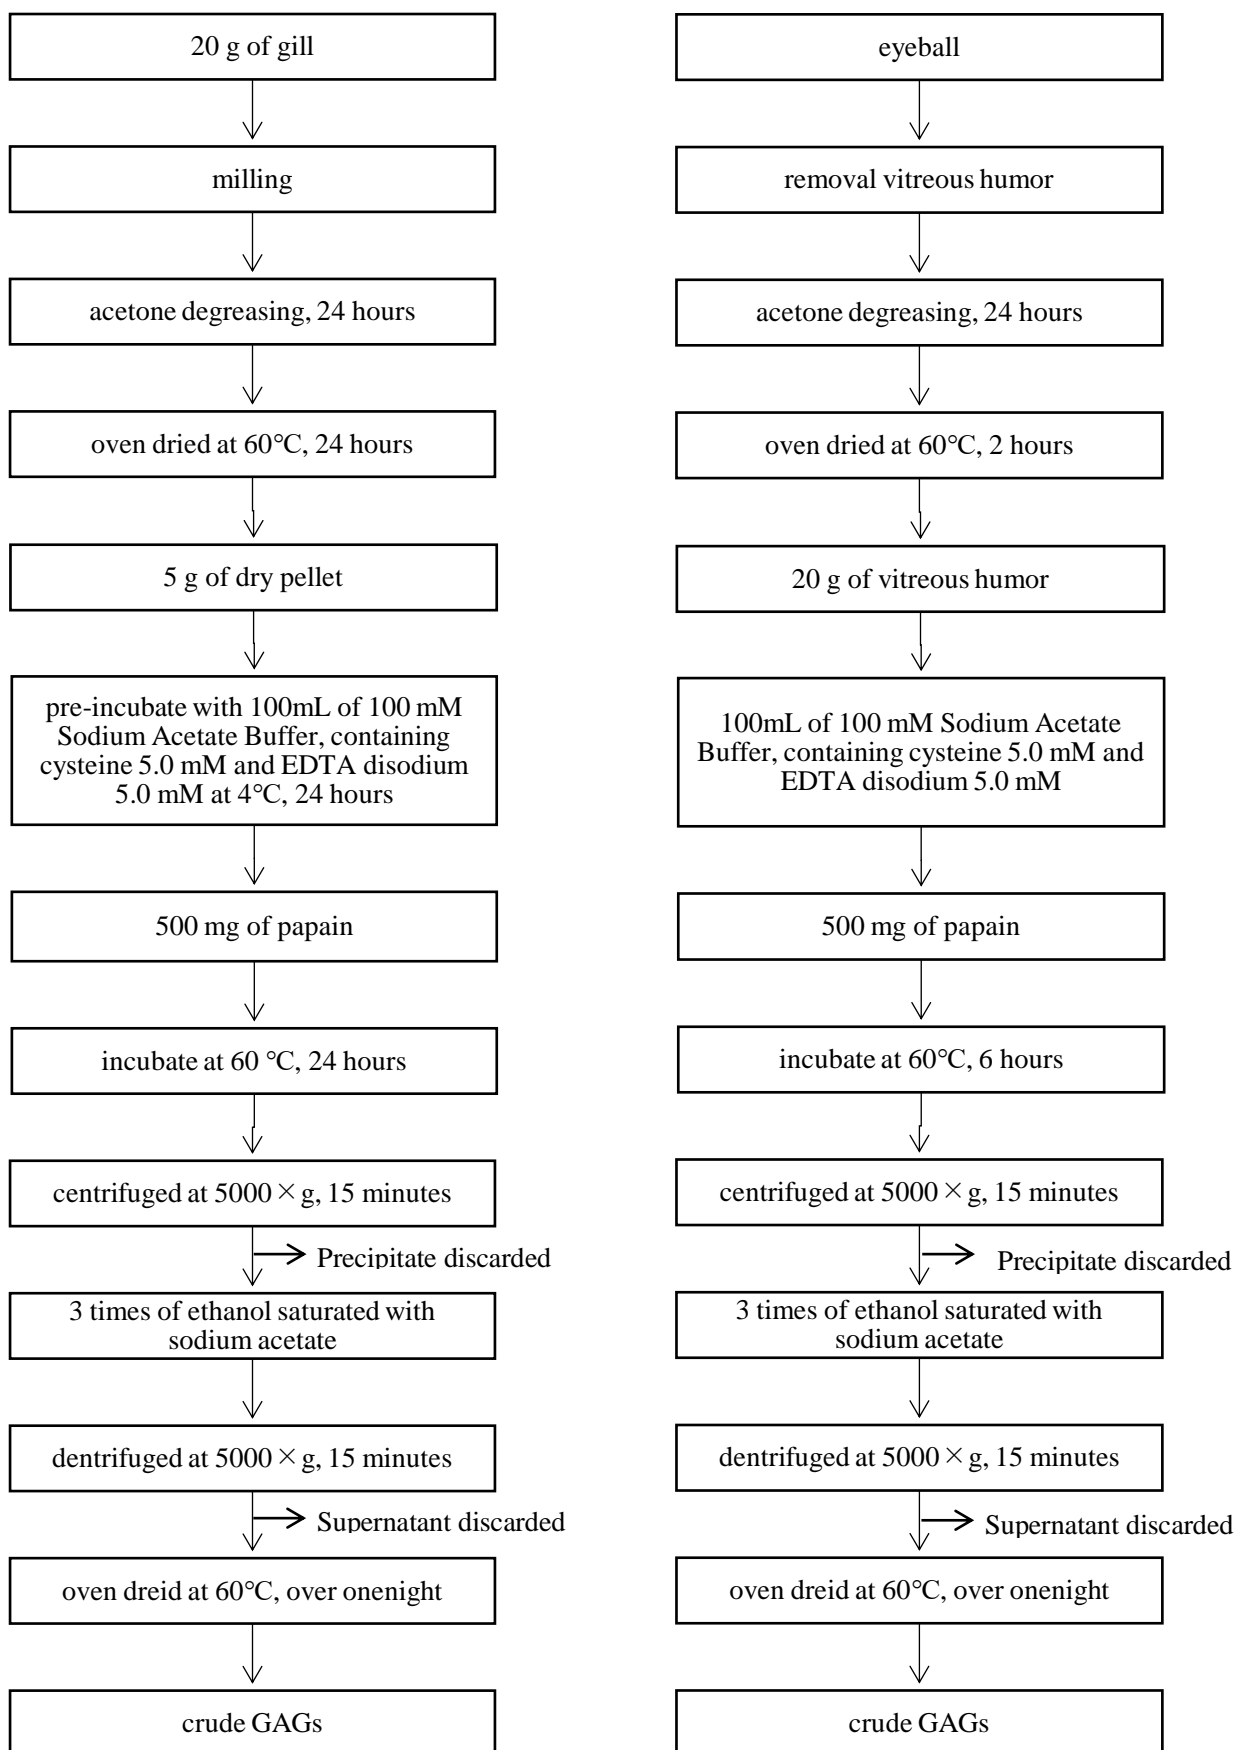 20 g of gill
milling
acetone degreasing, 24 hours
oven dried at 60℃, 24 hours
5 g of dry pellet
pre-incubate with 100mL of 100 mM
Sodium Acetate Buffer, containing
cysteine 5.0 mM and EDTA disodium
5.0 mM at 4℃, 24 hours
500 mg of papain
incubate at 60 ℃, 24 hours
centrifuged at 5000×g, 15 minutes
Precipitate discarded
3 times of ethanol saturated with
sodium acetate
dentrifuged at 5000×g, 15 minutes
Supernatant discarded
oven dreid at 60℃, over onenight
crude GAGs
eyeball
removal vitreous humor
acetone degreasing, 24 hours
oven dried at 60℃, 2 hours
20 g of vitreous humor
100mL of 100 mM Sodium Acetate
Buffer, containing cysteine 5.0 mM and
EDTA disodium 5.0 mM
500 mg of papain
incubate at 60℃, 6 hours
centrifuged at 5000×g, 15 minutes
Precipitate discarded
3 times of ethanol saturated with
sodium acetate
dentrifuged at 5000×g, 15 minutes
Supernatant discarded
oven dreid at 60℃, over onenight
crude GAGs